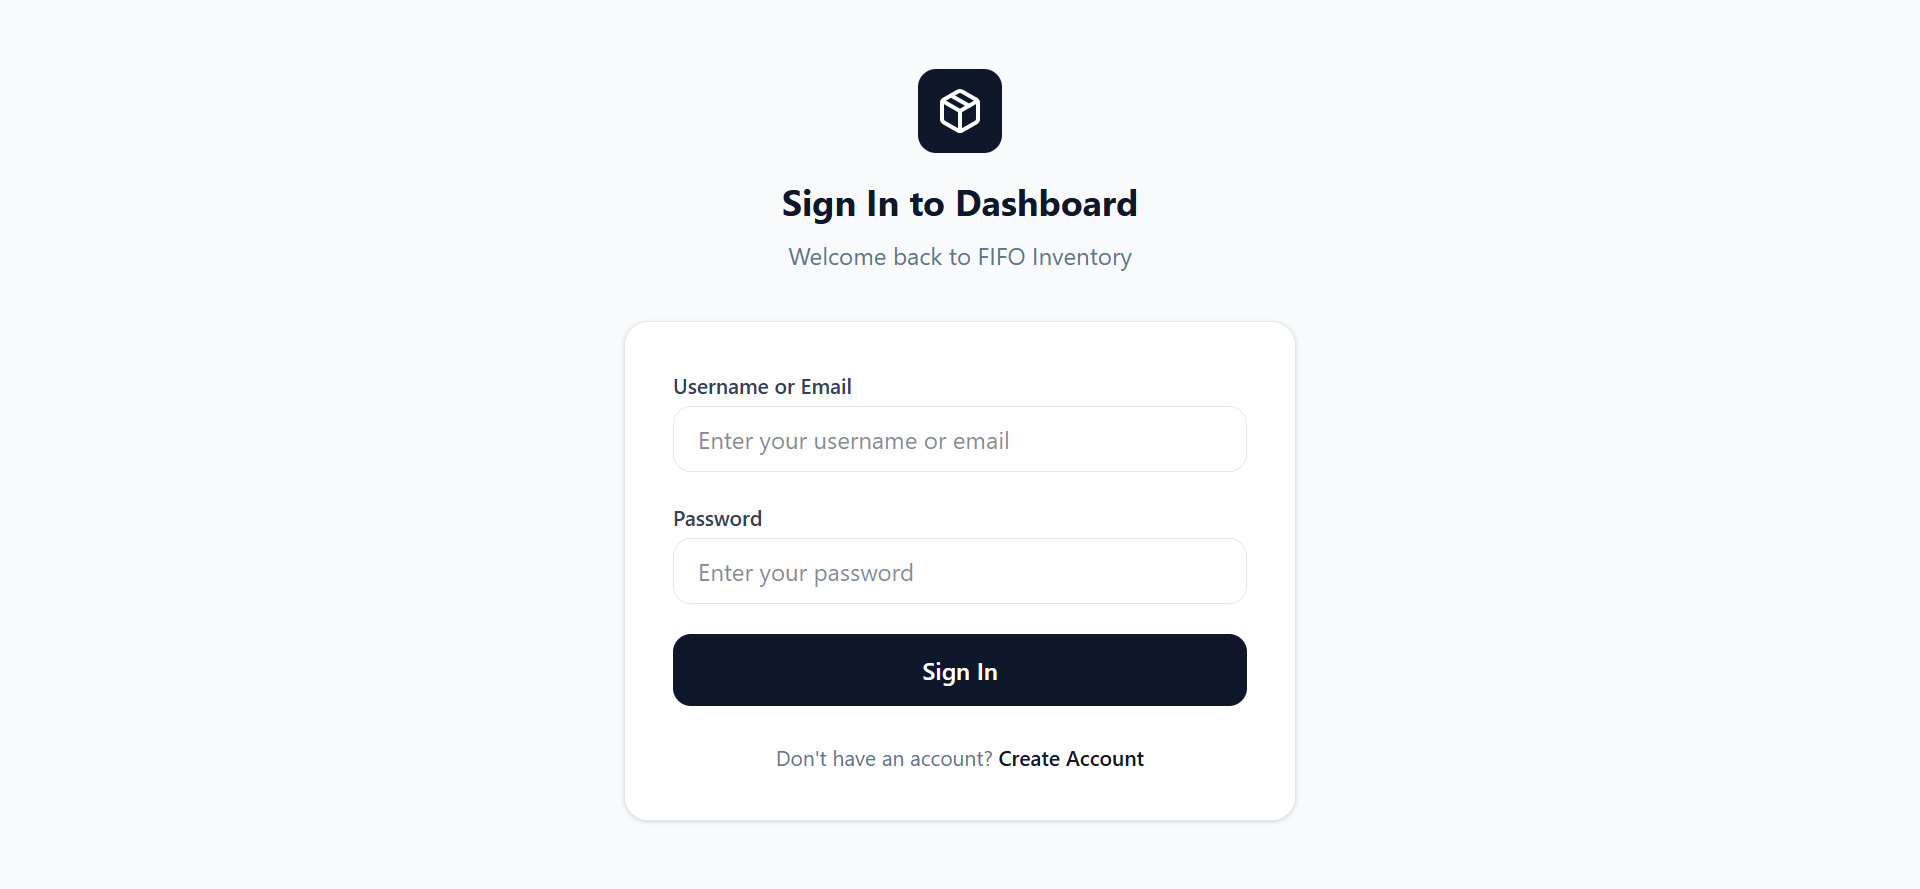 Sign In to Dashboard
Welcome back to FIFO Inventory
Username or Email
Enter your username or email
Password
Enter your password
Sign In
Don't have an account? Create Account